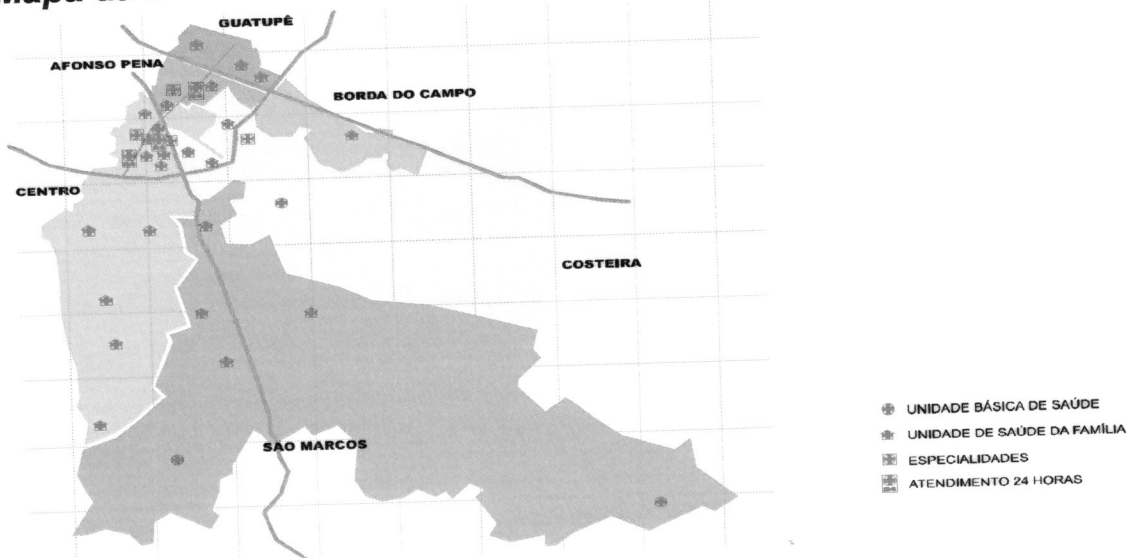 GUATUPÊ
AFONSO PENA
BORDA DO CAMPO
CENTRO
COSTEIRA
SAO MARCOS
UNIDADE BÁSICA DE SAÚDE
UNIDADE DE SAÚDE DA FAMÍLIA
ESPECIALIDADES
ATENDIMENTO 24 HORAS